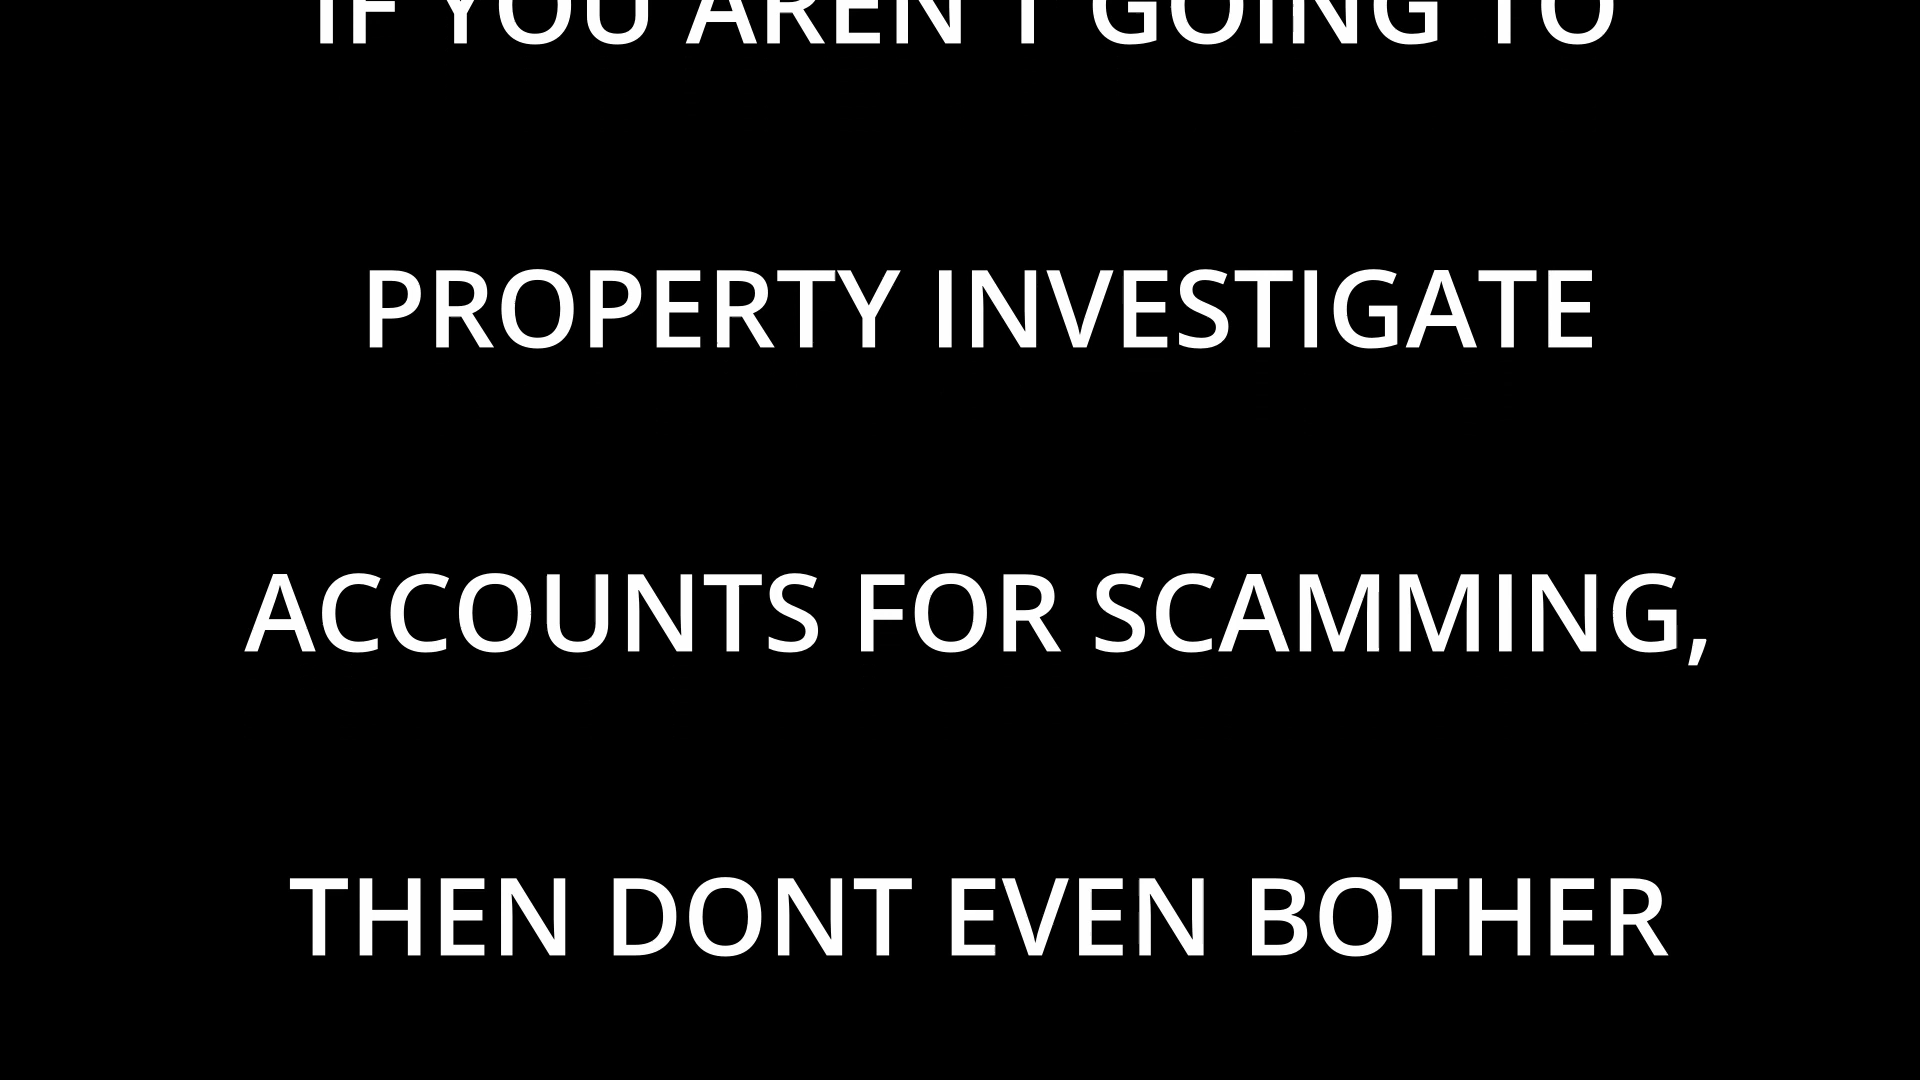 IF YOU AREN'T GOING TO
PROPERTY INVESTIGATE
ACCOUNTS FOR SCAMMING,
THEN DONT EVEN BOTHER